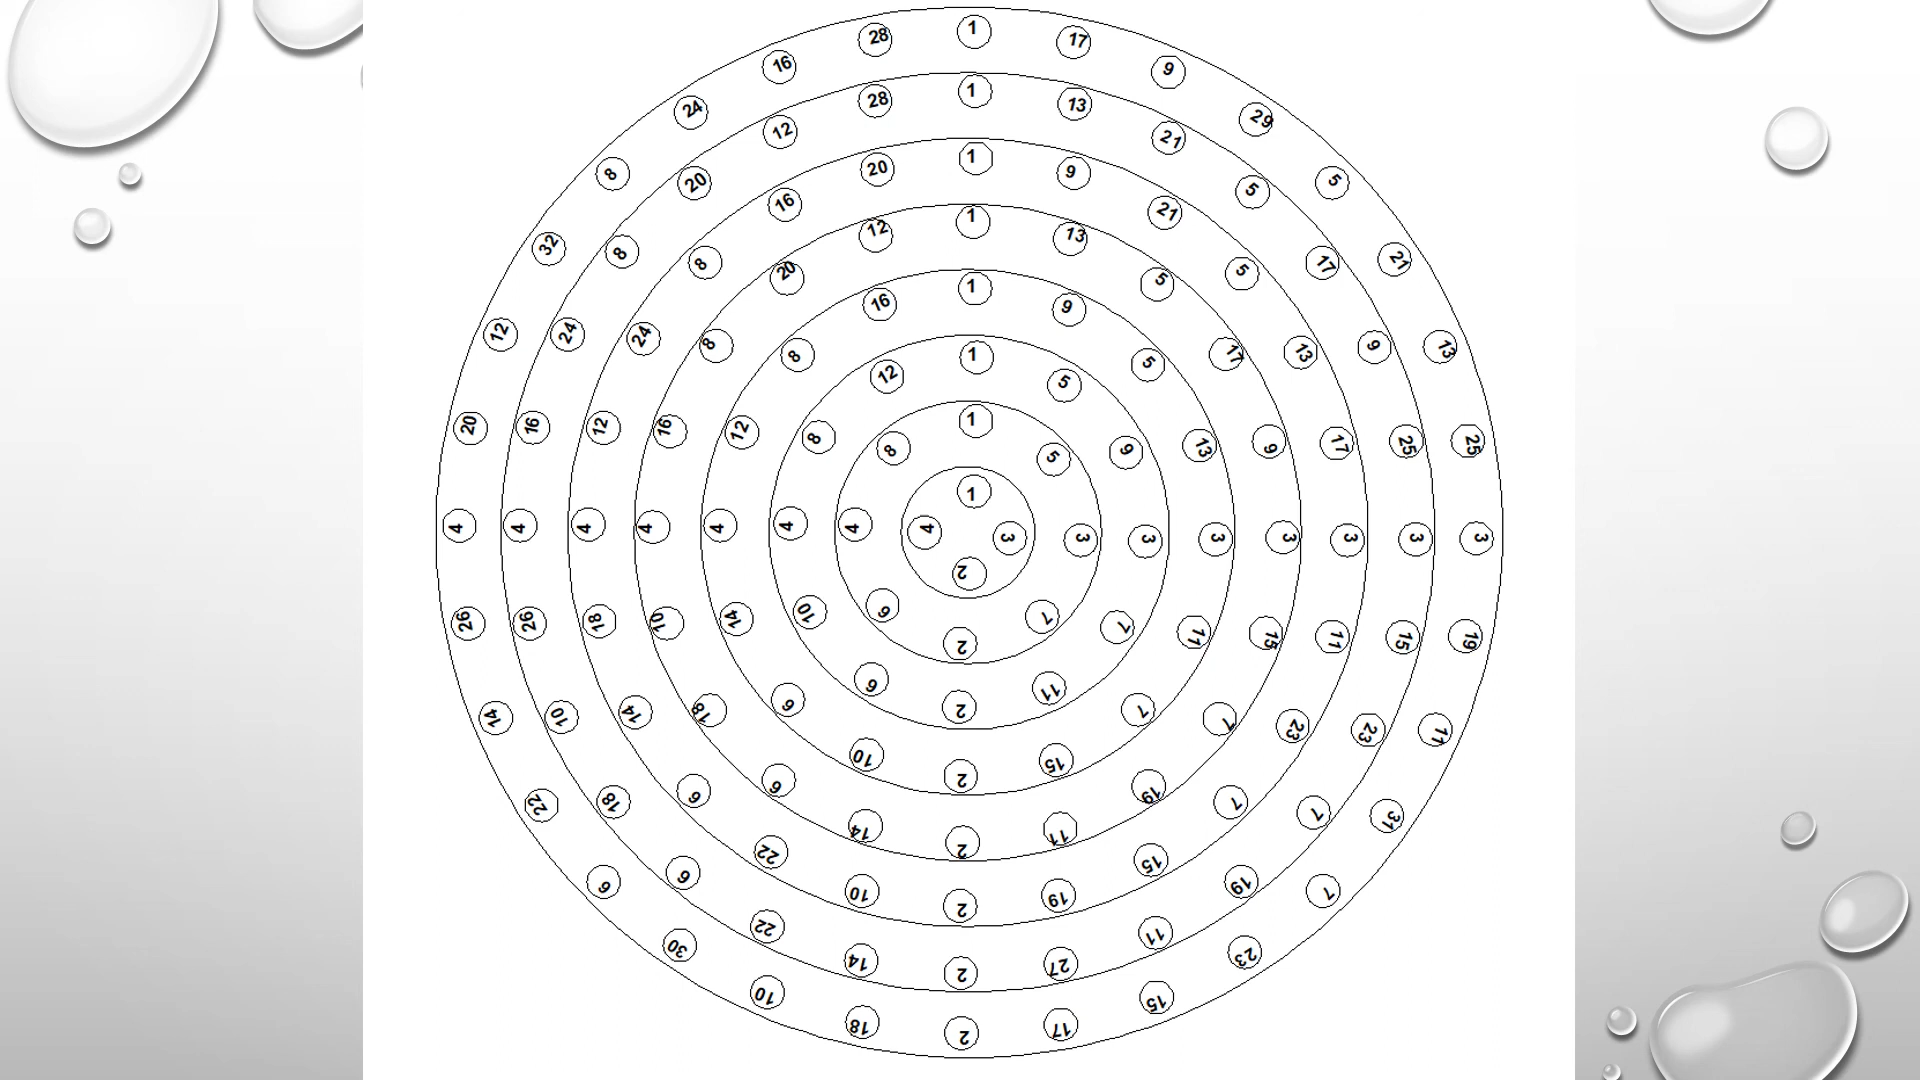 1 17 9 29 5 21 13 25 3 19 11 31 7 23 15 17 2 18 10 30 6 22 14 26 4 20 12 32 8 24 16 28
1 13 21 5 17 9 25 3 15 23 7 19 11 27 2 14 22 6 18 10 26 4 16 24 8 20 12 28
1 9 21 5 13 17 3 11 23 7 15 19 2 10 22 6 14 18 4 12 24 8 16 20
1 13 5 17 9 3 15 7 19 11 2 14 6 18 10 4 16 8 20 12
1 9 5 13 3 11 7 15 2 10 6 14 4 12 8 16
1 5 9 3 7 11 2 6 10 4 8 12
1 5 3 7 2 6 4 8
1 3 2 4